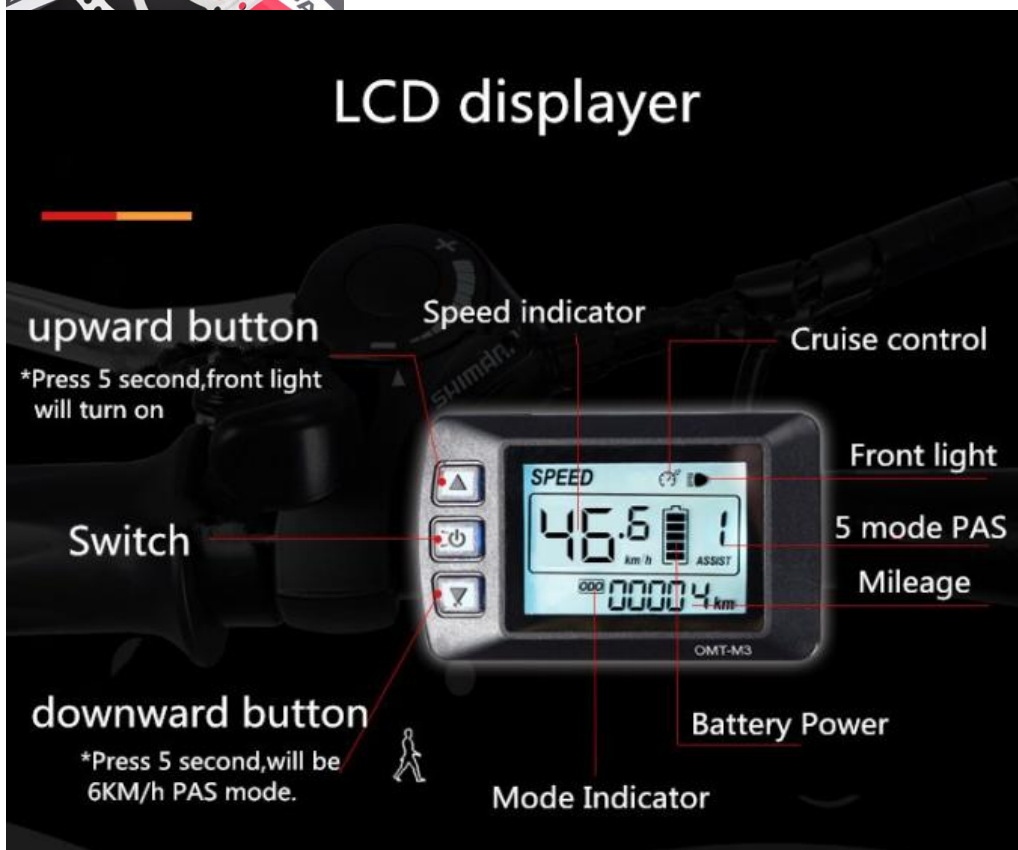 LCD displayer
upward button
*Press 5 second,front light
will turn on
Speed indicator
Cruise control
SHIMAN
Front light
SPEED
Switch
46.6
km/h
1
ASSIST
5 mode PAS
ODO
00004 km
Mileage
OMT-M3
downward button
*Press 5 second,will be
6KM/h PAS mode.
Battery Power
Mode Indicator